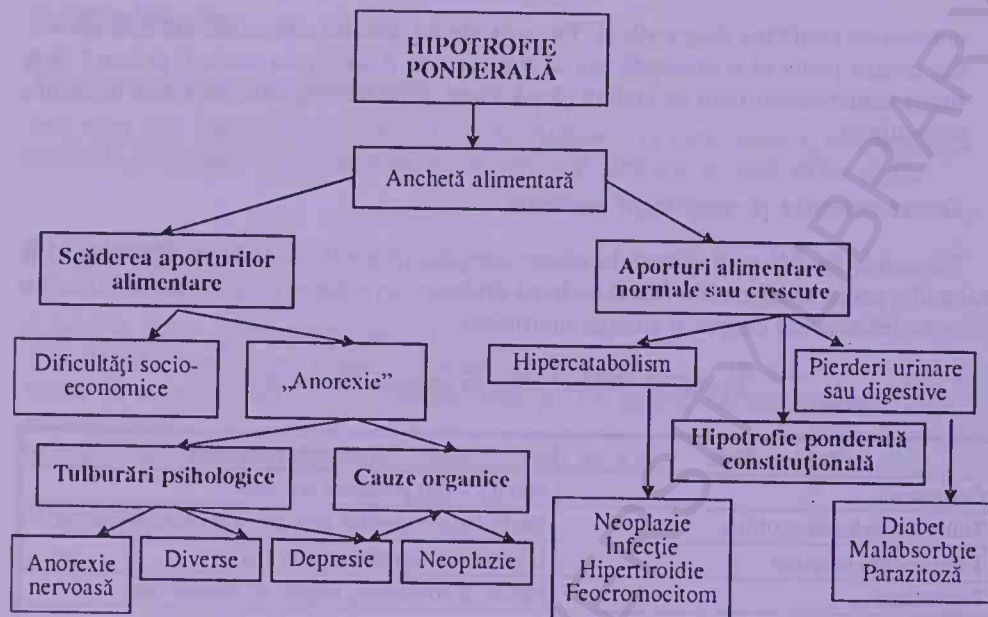 HIPOTROFIE
PONDERALĂ
Anchetă alimentară
Scăderea aporturilor
alimentare
Aporturi alimentare
normale sau crescute
Dificultăţi socio-
economice
„Anorexie”
Hipercatabolism
Pierderi urinare
sau digestive
Hipotrofie ponderală
constituţională
Tulburări psihologice
Cauze organice
Anorexie
nervoasă
Diverse
Depresie
Neoplazie
Neoplazie
Infecţie
Hipertiroidie
Feocromocitom
Diabet
Malabsorbţie
Parazitoză